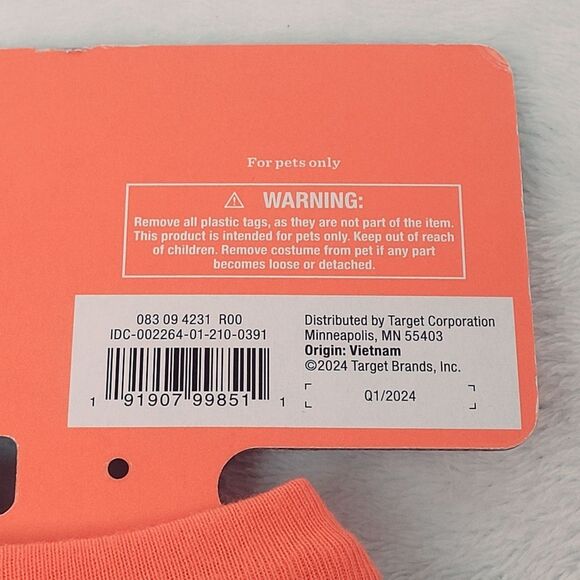 For pets only
⚠ WARNING:
Remove all plastic tags, as they are not part of the item.
This product is intended for pets only. Keep out of reach
of children. Remove costume from pet if any part
becomes loose or detached.
083 09 4231 R00
IDC-002264-01-210-0391
1 91907 99851 1
Distributed by Target Corporation
Minneapolis, MN 55403
Origin: Vietnam
©2024 Target Brands, Inc.
Q1/2024